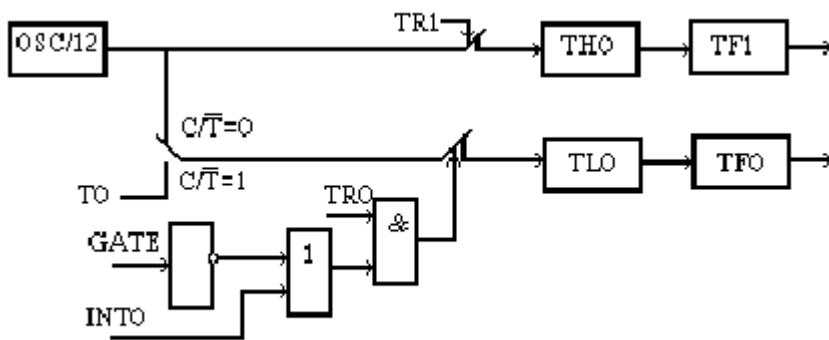 TR1
OSC/12
TH0
TF1
C/T̅=0
C/T̅=1
TL0
TF0
T0
TR0
&
GATE
1
INT0